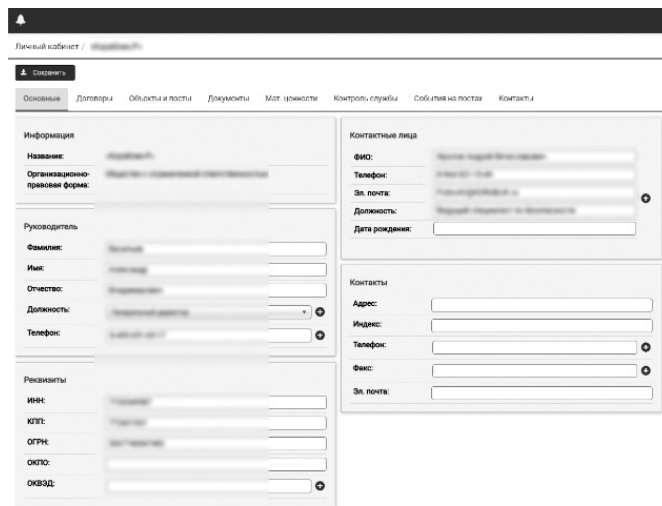 Личный кабинет /
Сохранить
Основные Договоры Объекты и посты Документы Мат. ценности Контроль службы События на постах Контакты
Информация
Название:
Организационно-
правовая форма:
Руководитель
Фамилия:
Имя:
Отчество:
Должность:
Телефон:
Реквизиты
ИНН:
КПП:
ОГРН:
ОКПО:
ОКВЭД:
Контактные лица
ФИО:
Телефон:
Эл. почта:
Должность:
Дата рождения:
Контакты
Адрес:
Индекс:
Телефон:
Факс:
Эл. почта: